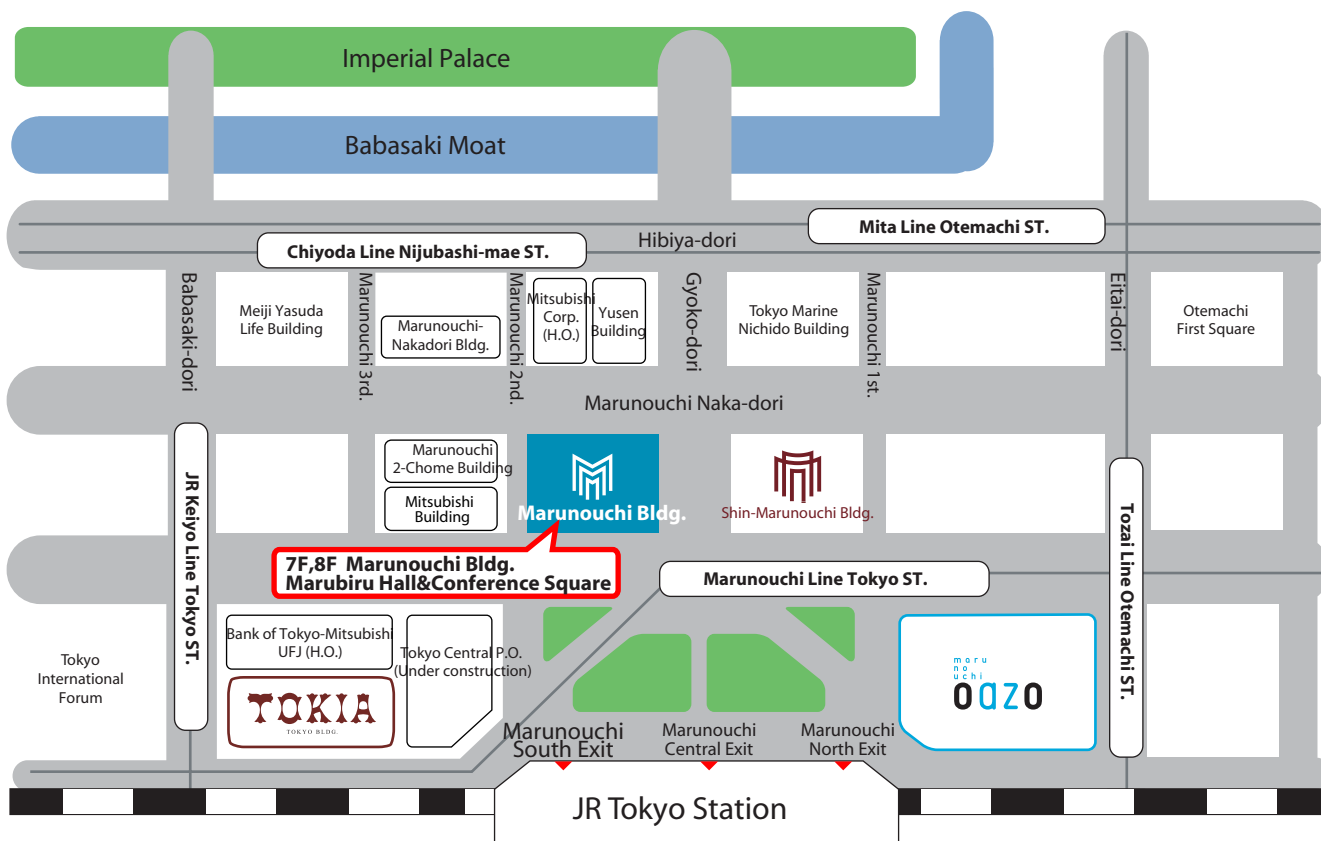 Imperial Palace
Babasaki Moat
Mita Line Otemachi ST.
Hibiya-dori
Chiyoda Line Nijubashi-mae ST.
Babasaki-dori
Meiji Yasuda
Life Building
Marunouchi 3rd.
Marunouchi-
Nakadori Bldg.
Marunouchi 2nd.
Mitsubishi
Corp.
(H.O.)
Yusen
Building
Gyoko-dori
Tokyo Marine
Nichido Building
Marunouchi 1st.
Eitai-dori
Otemachi
First Square
Marunouchi Naka-dori
JR Keiyo Line Tokyo ST.
Marunouchi
2-Chome Building
Mitsubishi
Building
Marunouchi Bldg.
Shin-Marunouchi Bldg.
Tozai Line Otemachi ST.
7F,8F Marunouchi Bldg.
Marubiru Hall&Conference Square
Marunouchi Line Tokyo ST.
Tokyo
International
Forum
Bank of Tokyo-Mitsubishi
UFJ (H.O.)
TOKIA
TOKYO BLDG.
Tokyo Central P.O.
(Under construction)
maru
no
uchi
oazo
Marunouchi
South Exit
Marunouchi
Central Exit
Marunouchi
North Exit
JR Tokyo Station